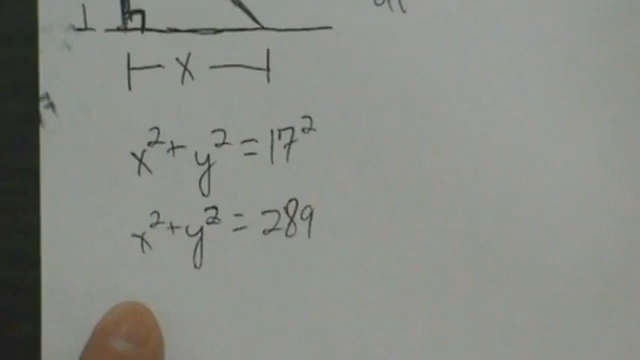 x
x² + y² = 17²
x² + y² = 289